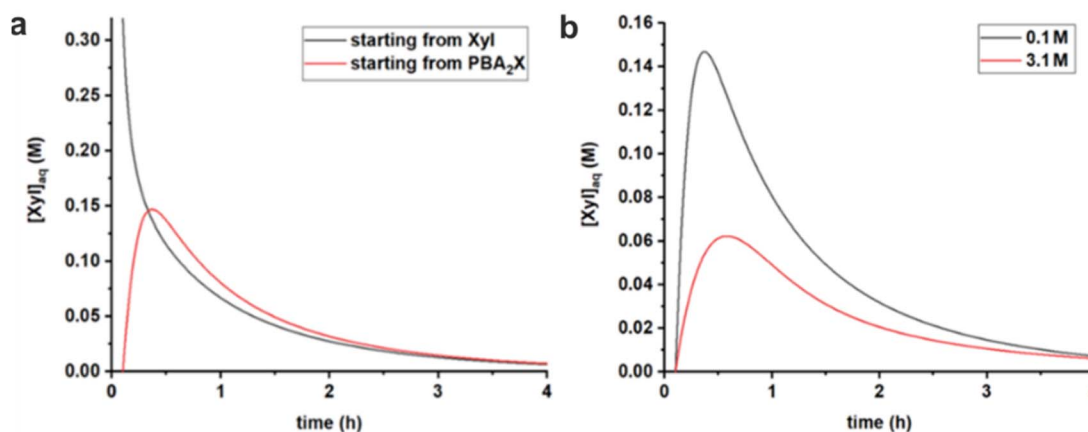 a
0.30
0.25
0.20
0.15
0.10
0.05
0.00
[Xyl]aq (M)
0
1
2
3
4
time (h)
starting from Xyl
starting from PBA₂X
b
0.16
0.14
0.12
0.10
0.08
0.06
0.04
0.02
0.00
[Xyl]aq (M)
0
1
2
3
time (h)
0.1 M
3.1 M